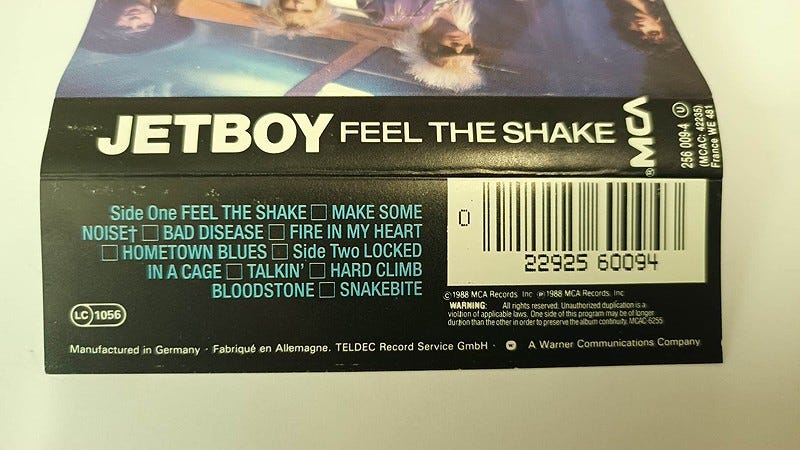 JETBOY FEEL THE SHAKE
®MCA
256 009-4 Ⓤ
(MCAC: 42235)
France WE 481
Side One FEEL THE SHAKE □ MAKE SOME
NOISE† □ BAD DISEASE □ FIRE IN MY HEART
□ HOMETOWN BLUES □ Side Two LOCKED
IN A CAGE □ TALKIN' □ HARD CLIMB
BLOODSTONE □ SNAKEBITE
0
22925 60094
©1988 MCA Records, Inc ℗1988 MCA Records, Inc
WARNING: All rights reserved. Unauthorized duplication is a
violation of applicable laws. One side of this program may be of longer
duration than the other in order to preserve the album continuity. MCAC-6255
LC 1056
Manufactured in Germany · Fabriqué en Allemagne. TELDEC Record Service GmbH · A Warner Communications Company